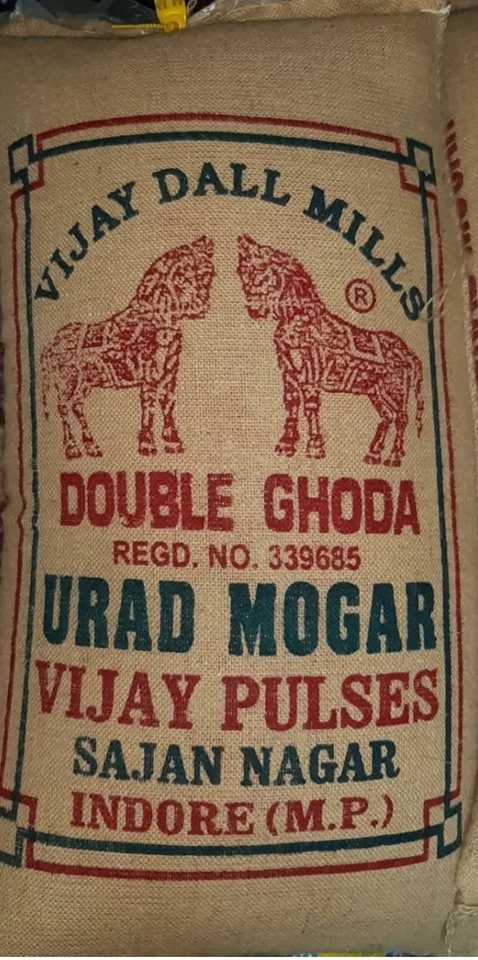 VIJAY DALL MILLS
®
DOUBLE GHODA
REGD. NO. 339685
URAD MOGAR
VIJAY PULSES
SAJAN NAGAR
INDORE (M.P.)